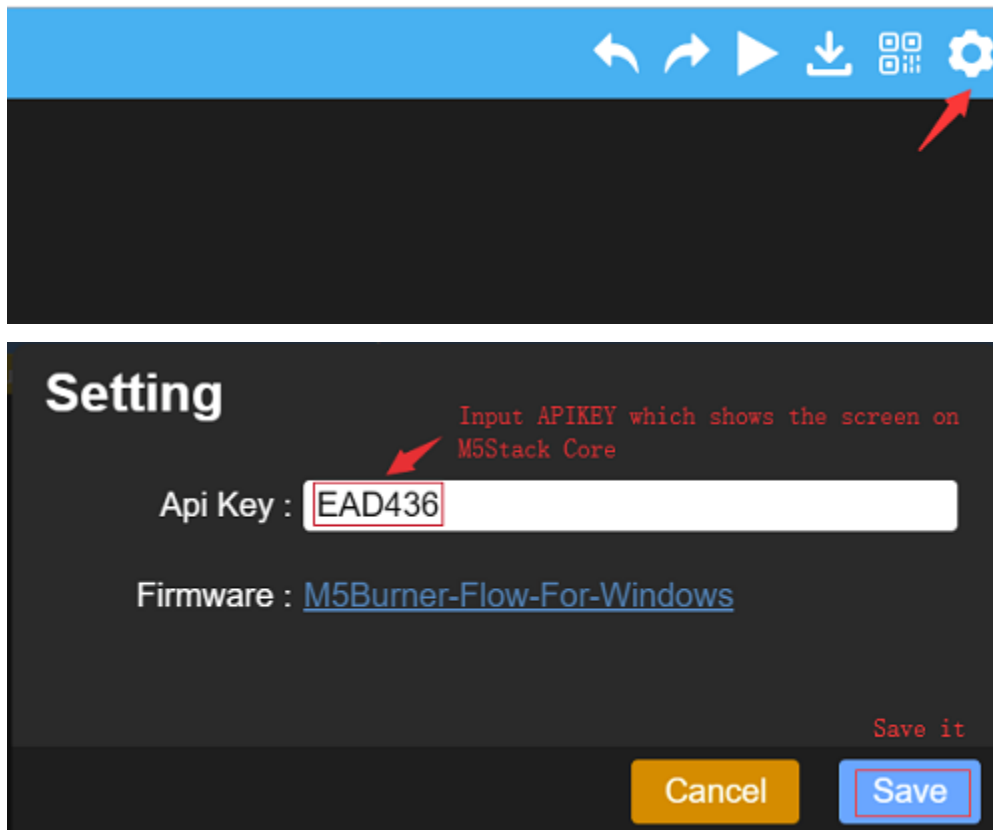 Setting
Input APIKEY which shows the screen on
M5Stack Core
Api Key : EAD436
Firmware : M5Burner-Flow-For-Windows
Save it
Cancel Save